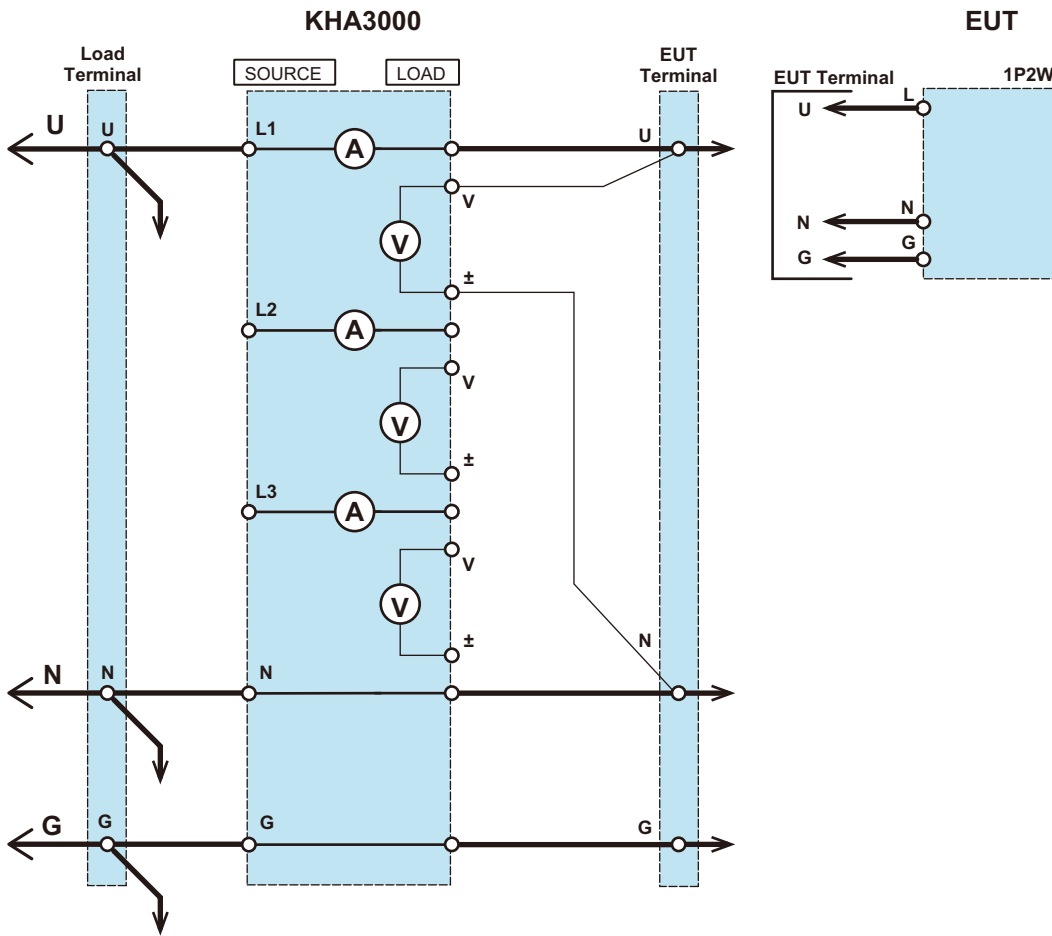 KHA3000
EUT
Load
Terminal
SOURCE
LOAD
EUT
Terminal
EUT Terminal
1P2W
U
U
L1
A
U
U
L
V
V
N
N
±
G
G
L2
A
V
V
±
L3
A
V
V
±
N
N
N
N
G
G
G
G